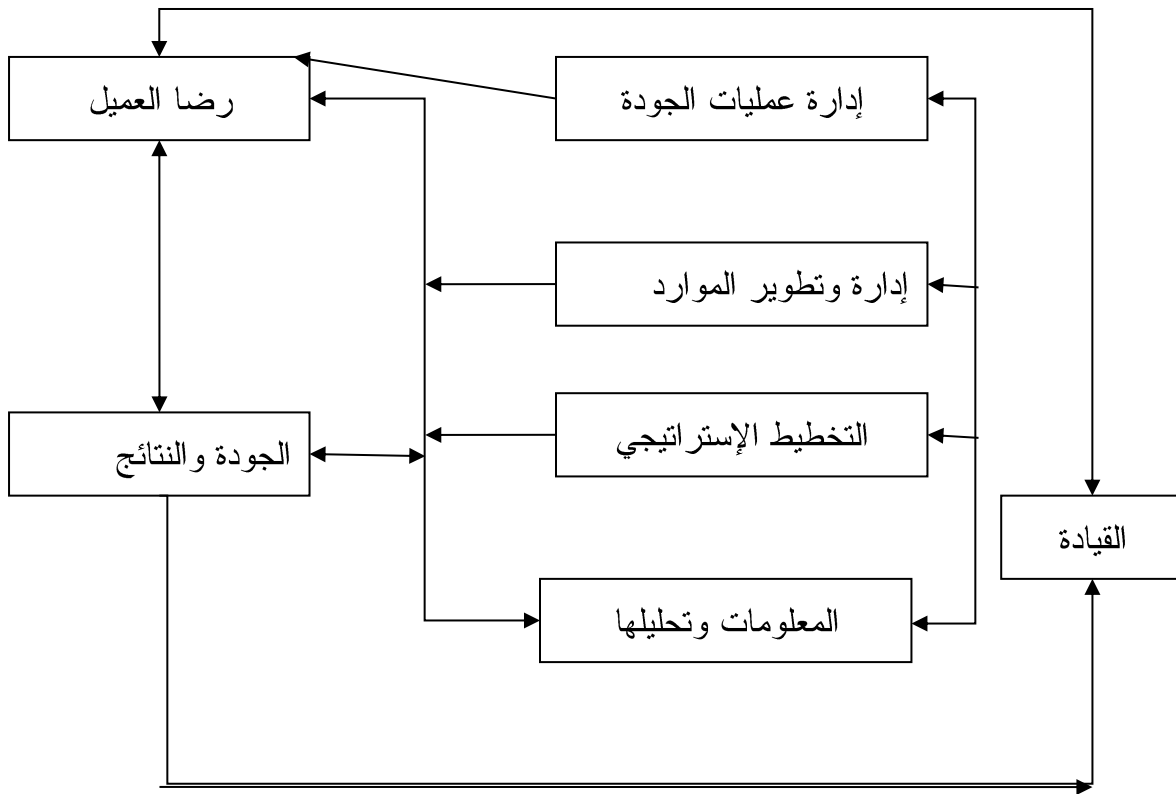 إدارة عمليات الجودة
رضا العميل
إدارة وتطوير الموارد
التخطيط الإستراتيجي
الجودة والنتائج
القيادة
المعلومات وتحليلها